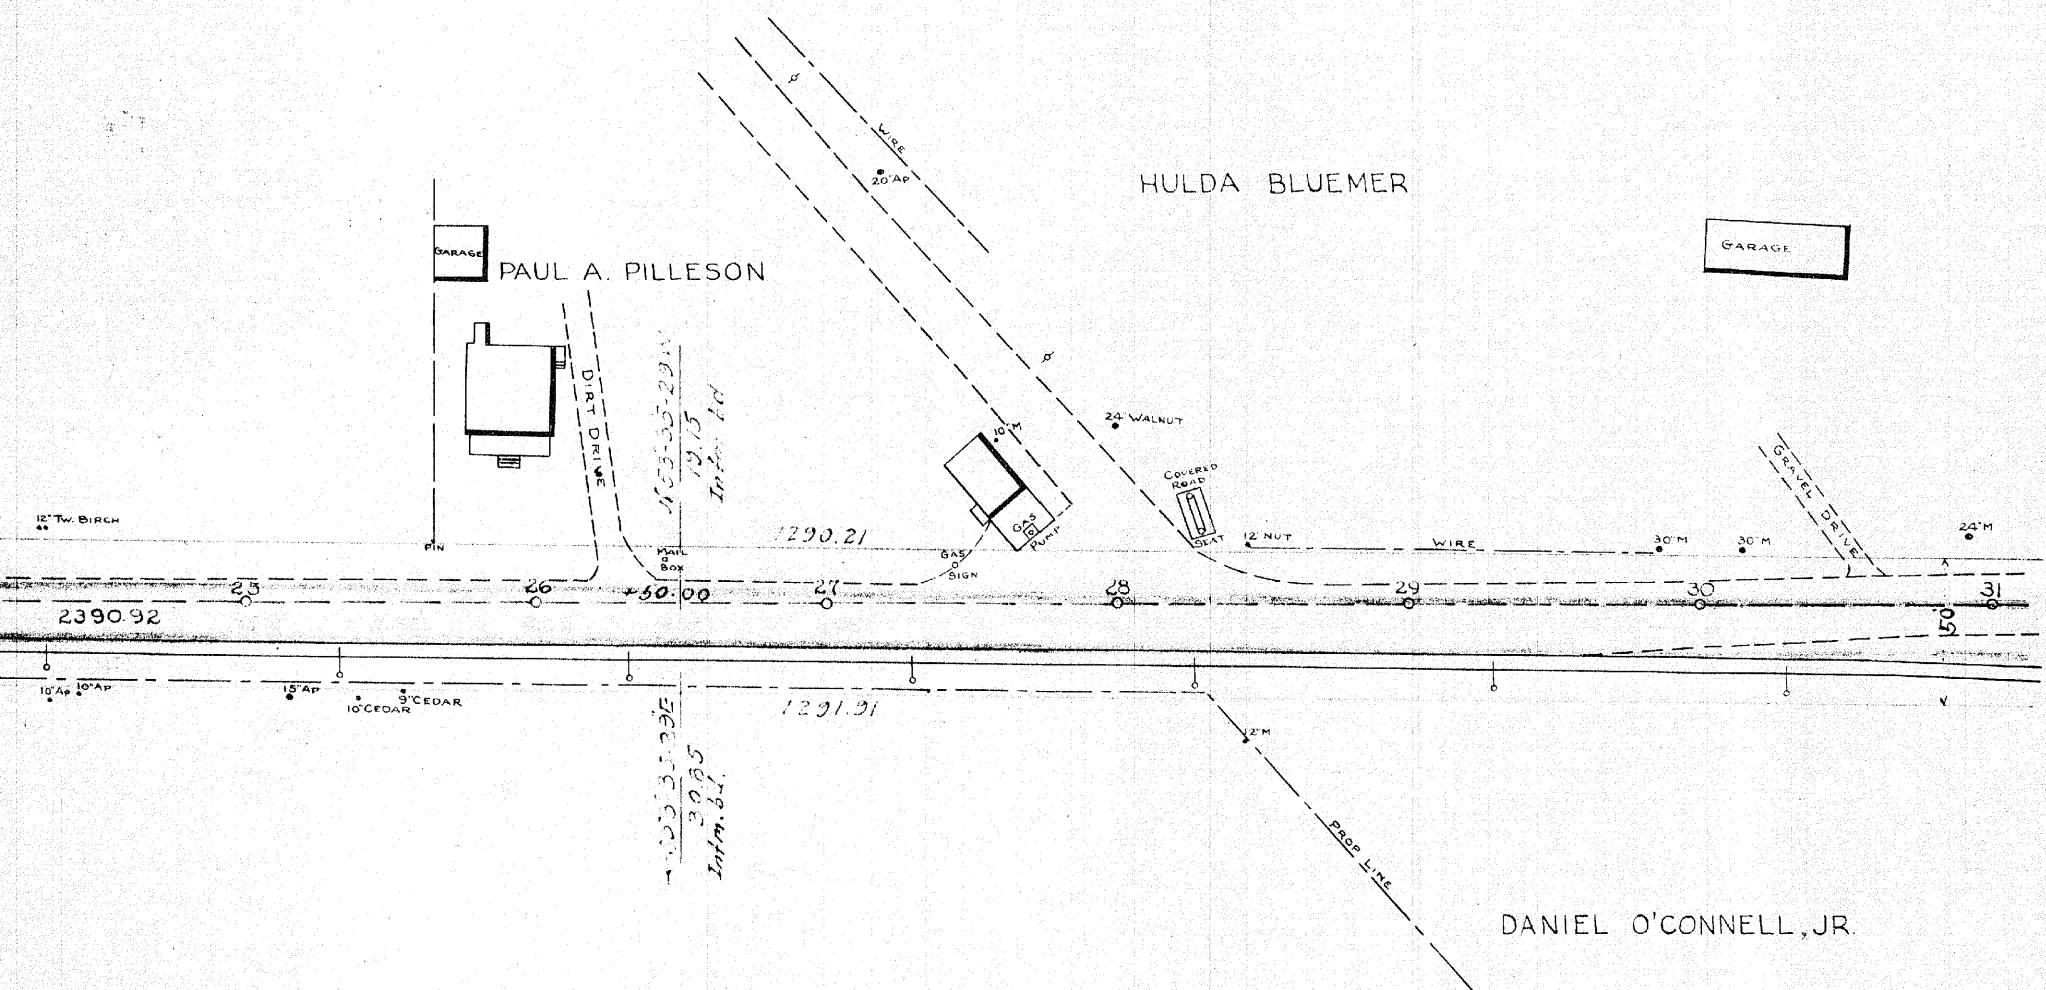 WIRE
20"AP
HULDA BLUEMER
GARAGE
GARAGE
PAUL A. PILLESON
DIRT DRIVE
19.15
10"M
24"WALNUT
COVERED
ROAD
SEAT
GAS
PUMP
GRAVEL DRIVE
12"TW. BIRCH
PIN
MAIL
BOX
1290.21
GAS
SIGN
12"NUT
WIRE
30"M
30"M
24"M
25
26
+50.00
27
28
29
30
31
2390.92
50'
10"AP
10"AP
15"AP
10"CEDAR
9"CEDAR
1291.91
30.85
Intm. bd.
12"M
PROP LINE
DANIEL O'CONNELL, JR.